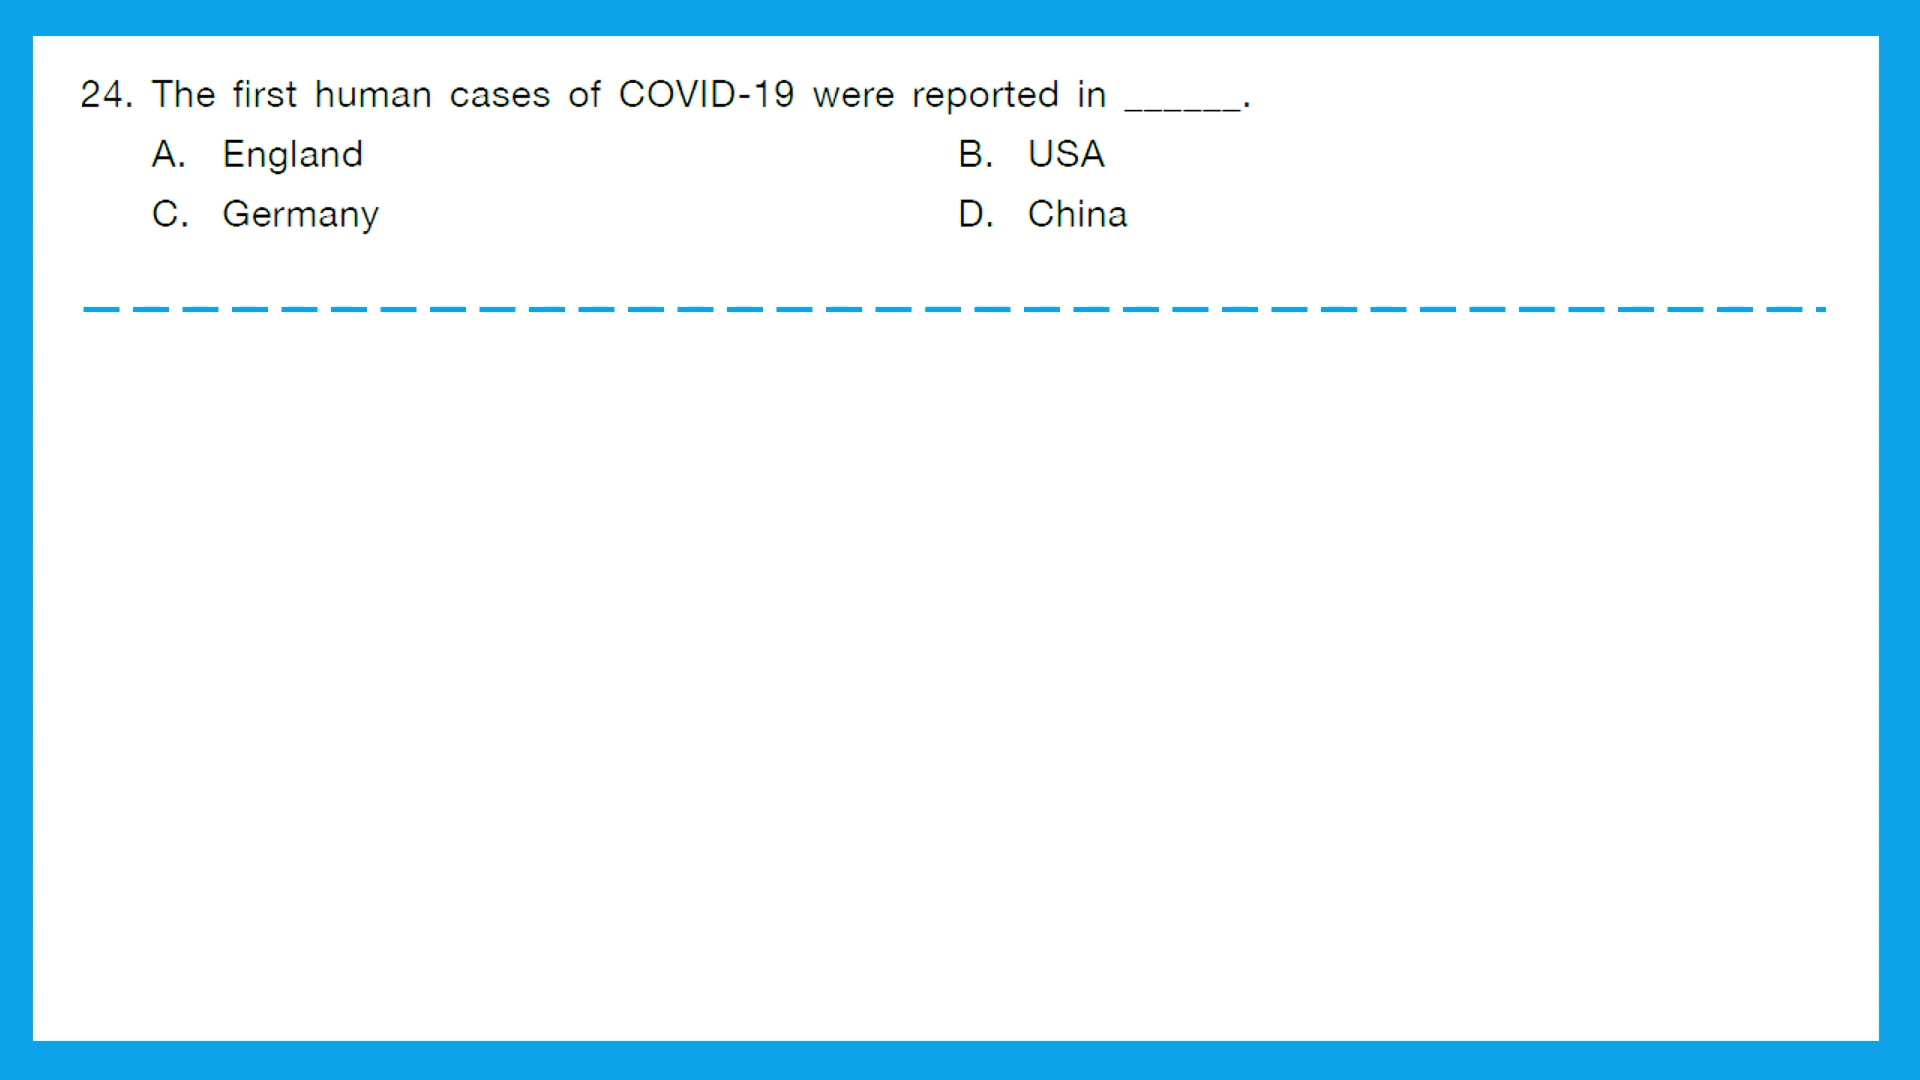 24. The first human cases of COVID-19 were reported in ______.
A. England B. USA
C. Germany D. China